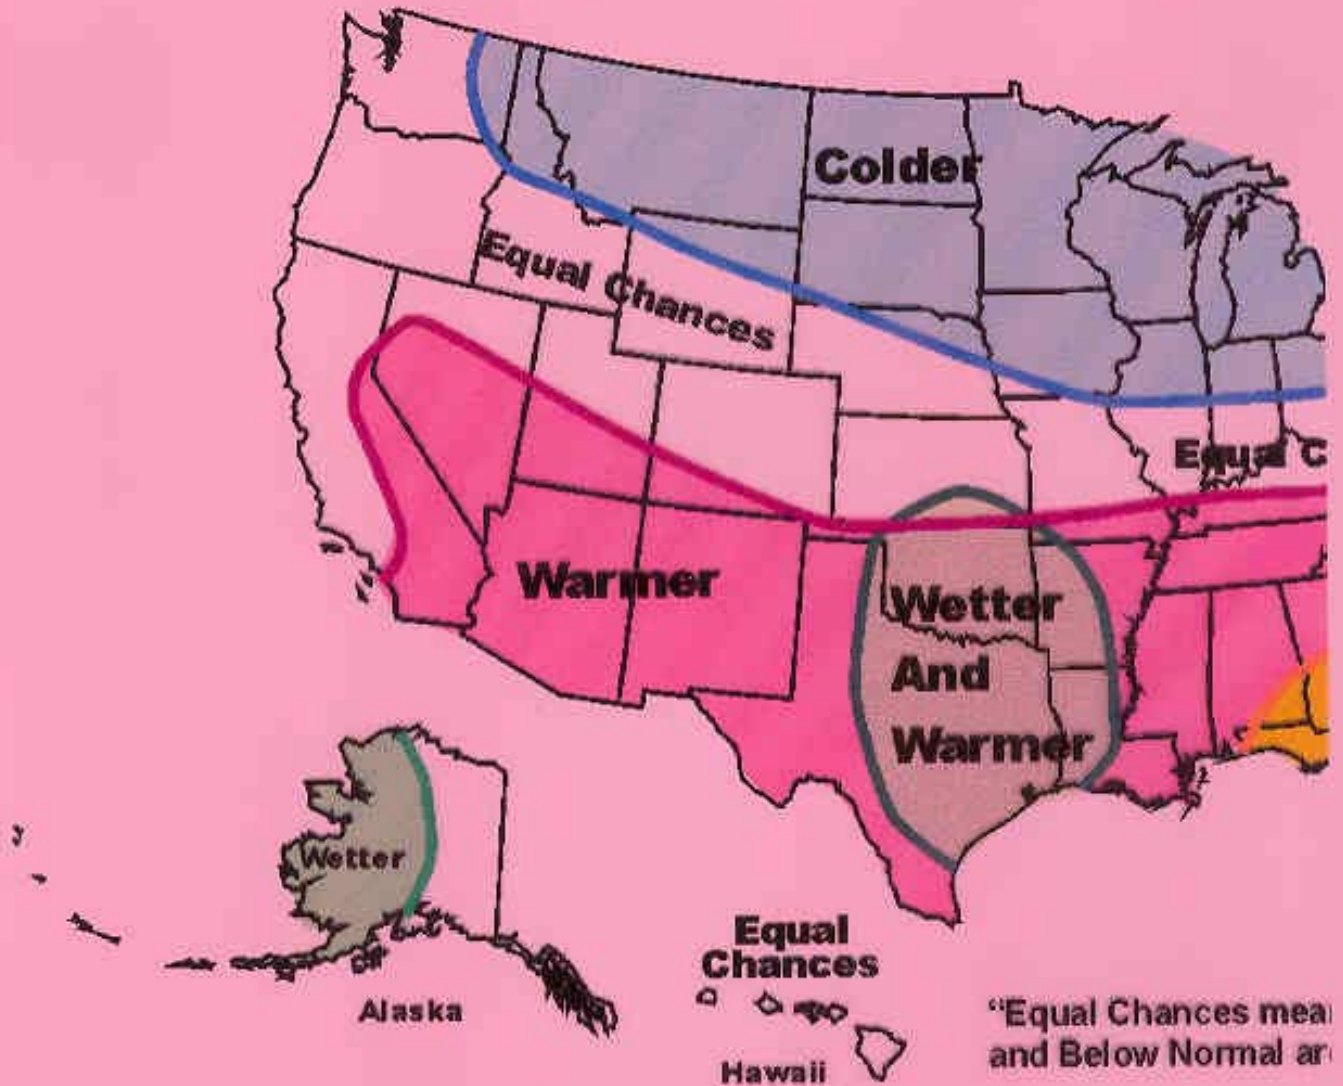 Colder
Equal Chances
Equal C
Warmer
Wetter
And
Warmer
Wetter
Alaska
Equal
Chances
Hawaii
“Equal Chances mea
and Below Normal ar